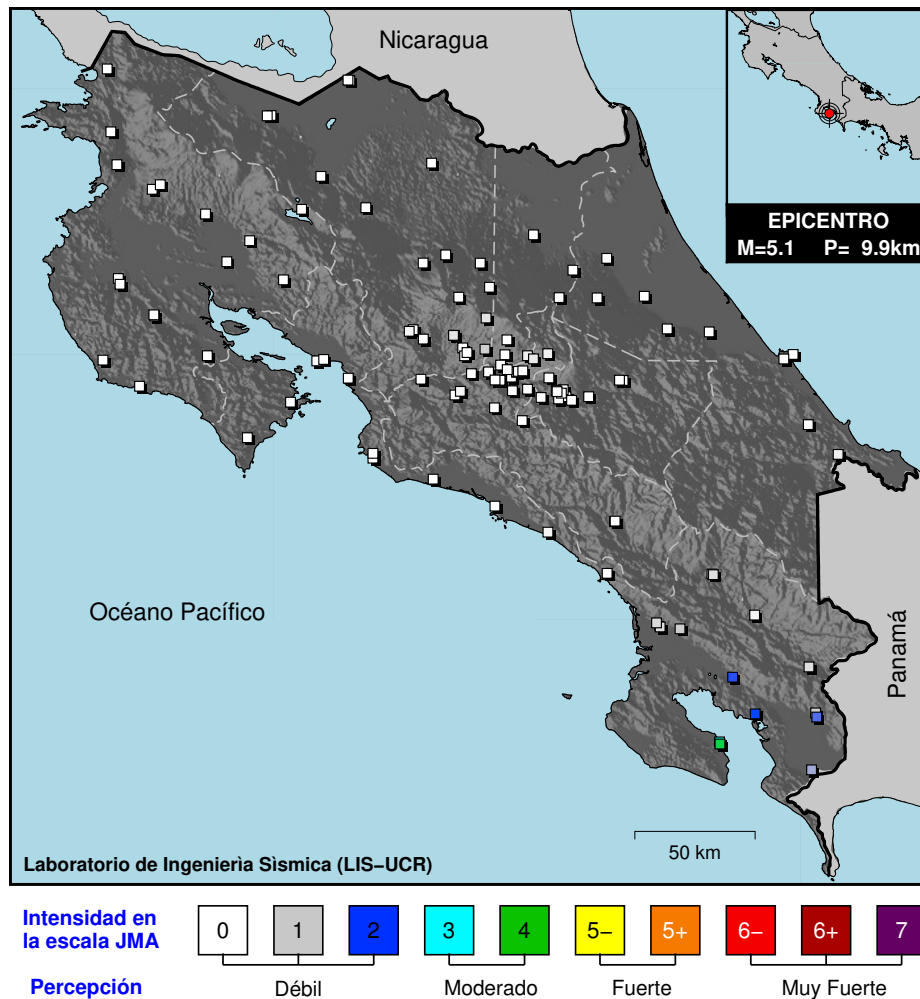 Nicaragua
EPICENTRO
M=5.1 P= 9.9km
Océano Pacífico
Panamá
50 km
Laboratorio de Ingenierìa Sìsmica (LIS−UCR)
Intensidad en
la escala JMA
0 1 2 3 4 5− 5+ 6− 6+ 7
Percepción Débil Moderado Fuerte Muy Fuerte